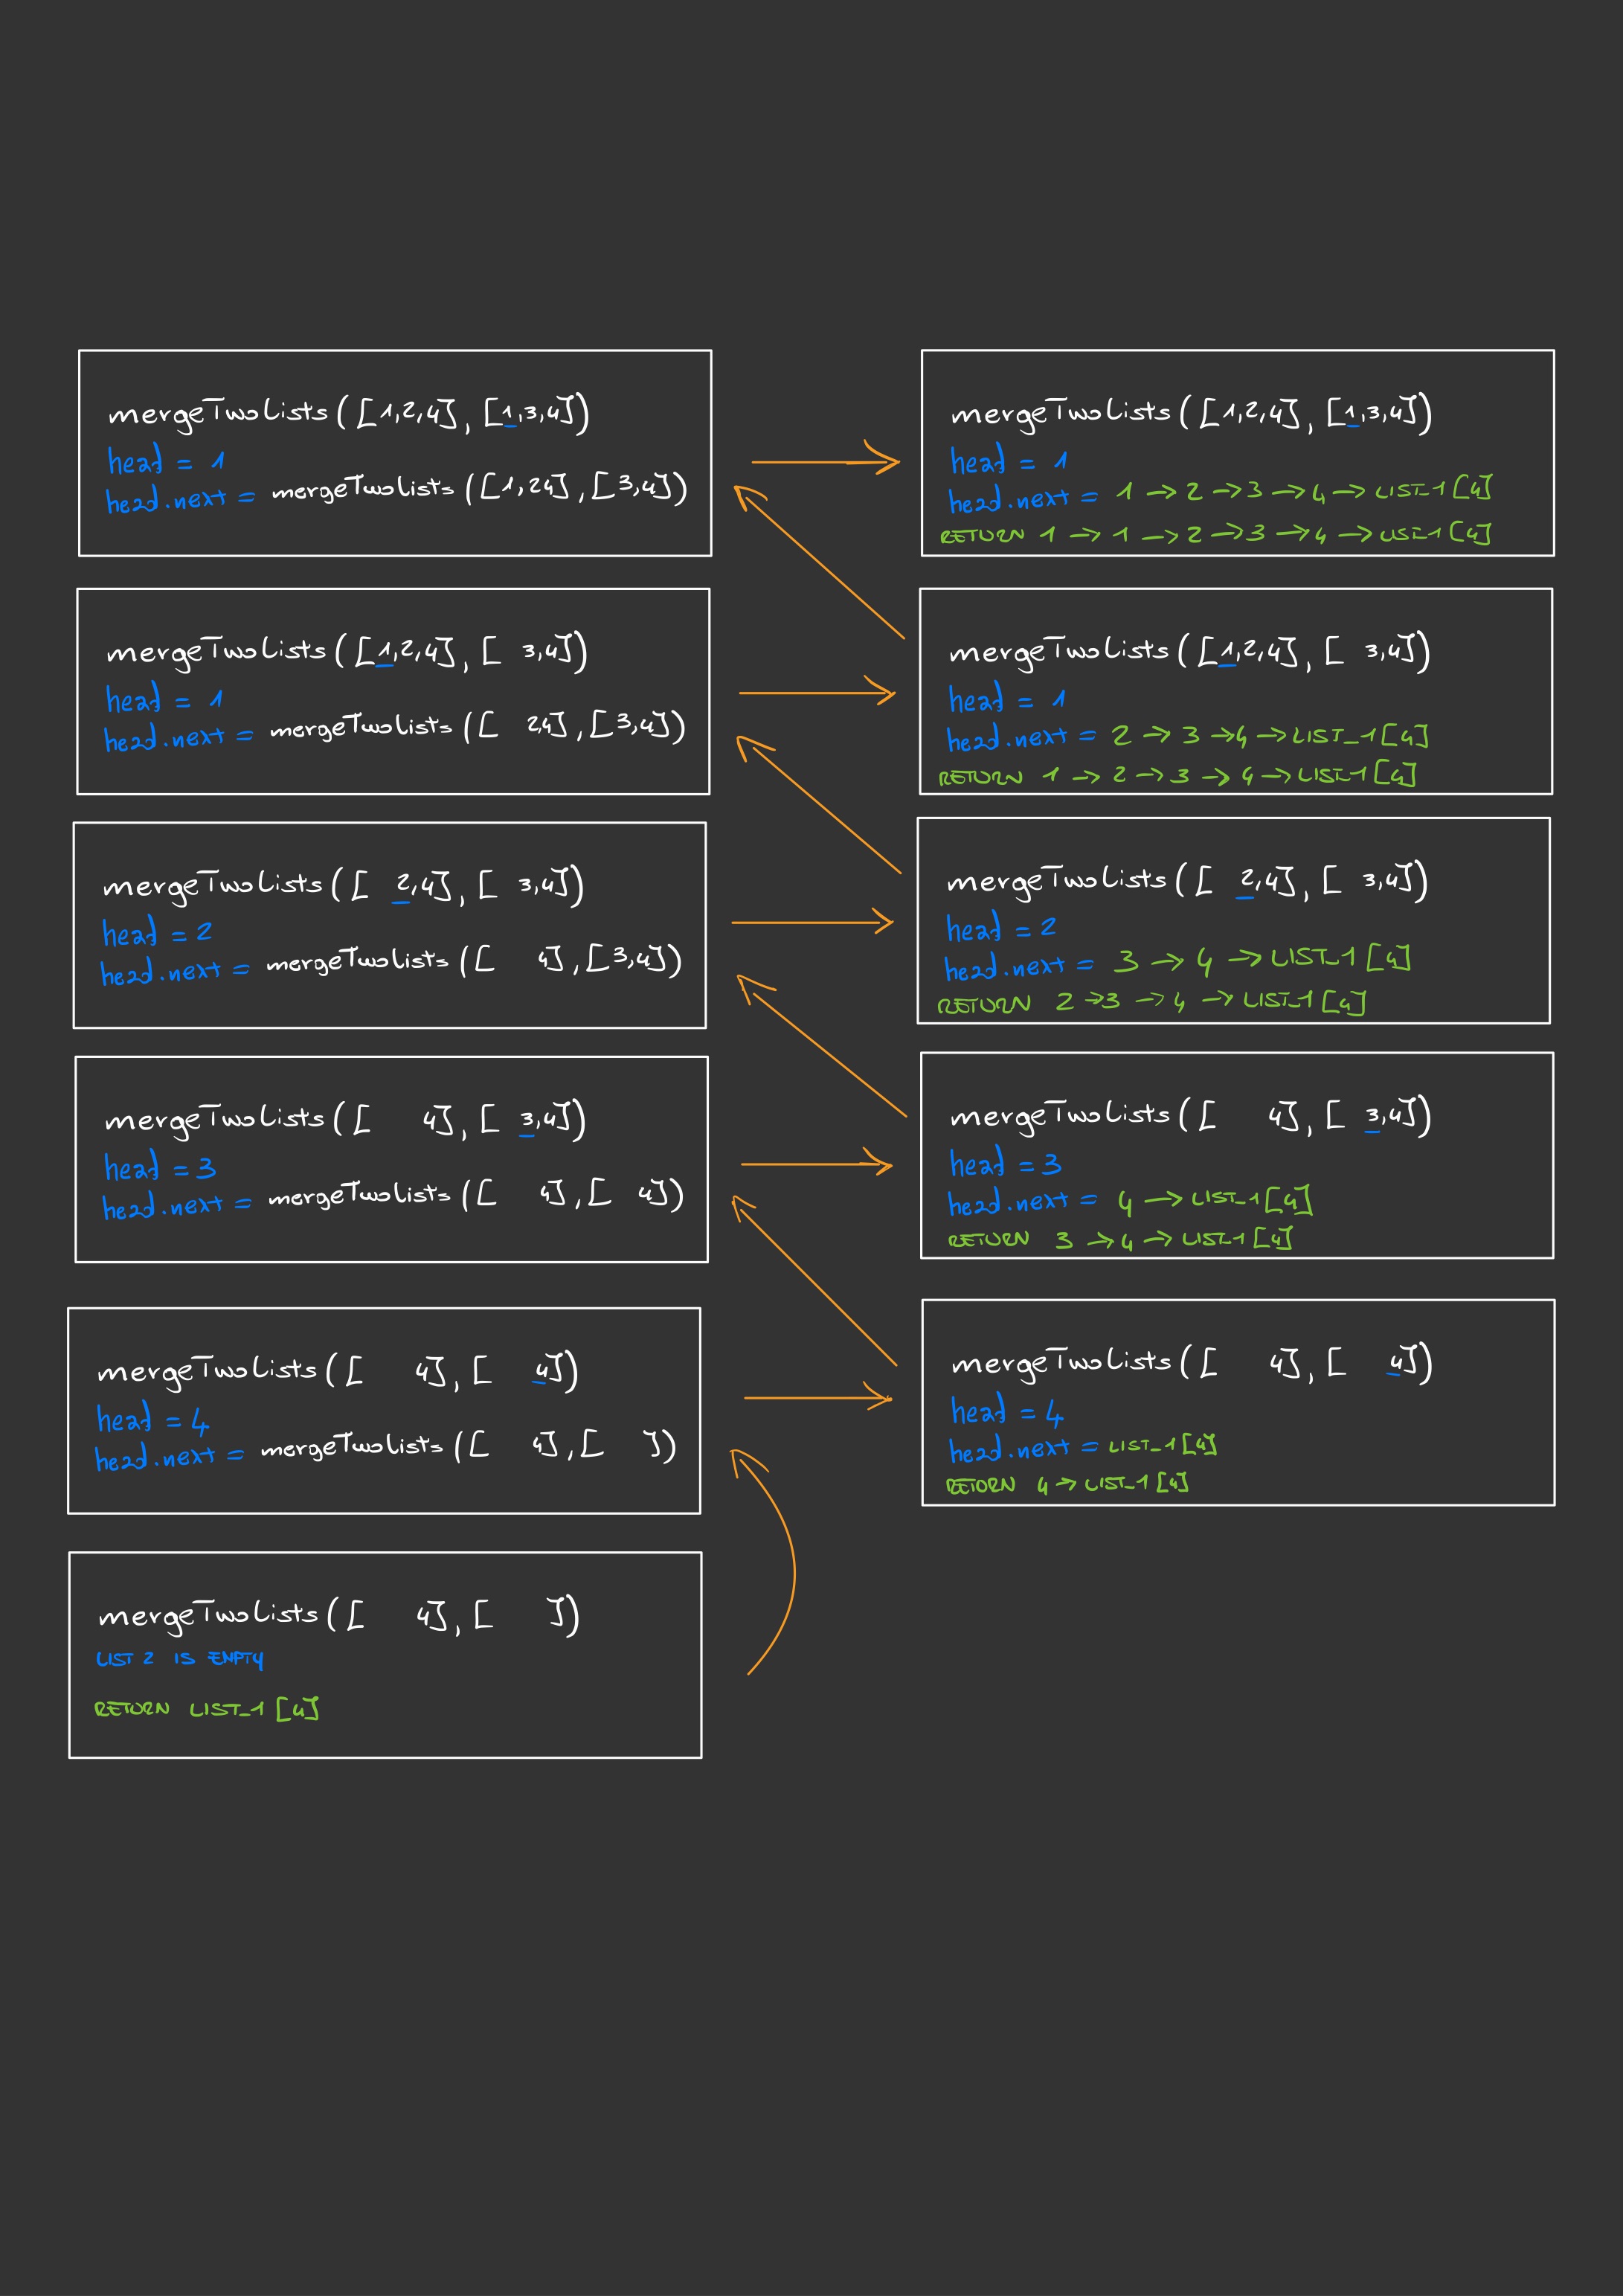 mergeTwoLists([1,2,4], [1,3,4])
head = 1
head.next = mergeTwoLists([1,24],[3,4])
mergeTwoLists([1,2,4], [ 3,4])
head = 1
head.next = mergeTwoLists([ 24],[3,4])
mergeTwoLists([ 2,4], [ 3,4])
head = 2
head.next = mergeTwoLists([ 4],[3,4])
mergeTwoLists([ 4], [ 3,4])
head = 3
head.next = mergeTwoLists([ 4],[ 4])
mergeTwoLists([ 4], [ 4])
head = 4
head.next = mergeTwoLists([ 4],[ ])
mergeTwoLists([ 4], [ ])
LIST 2 IS EMPTY
RETURN LIST_1[4]
mergeTwoLists([1,2,4], [1,3,4])
head = 1
head.next = 1 → 2 → 3 → 4 → LIST_1[4]
RETURN 1 → 1 → 2 → 3 → 4 → LIST_1[4]
mergeTwoLists([1,2,4], [ 3,4])
head = 1
head.next = 2 → 3 → 4 → LIST_1[4]
RETURN 1 → 2 → 3 → 4 → LIST_1[4]
mergeTwoLists([ 2,4], [ 3,4])
head = 2
head.next = 3 → 4 → LIST_1[4]
RETURN 2 → 3 → 4 → LIST_1[4]
mergeTwoLists([ 4], [ 3,4])
head = 3
head.next = 4 → LIST_1[4]
RETURN 3 → 4 → LIST_1[4]
mergeTwoLists([ 4], [ 4])
head = 4
head.next = LIST_1[4]
RETURN 4 → LIST_1[4]